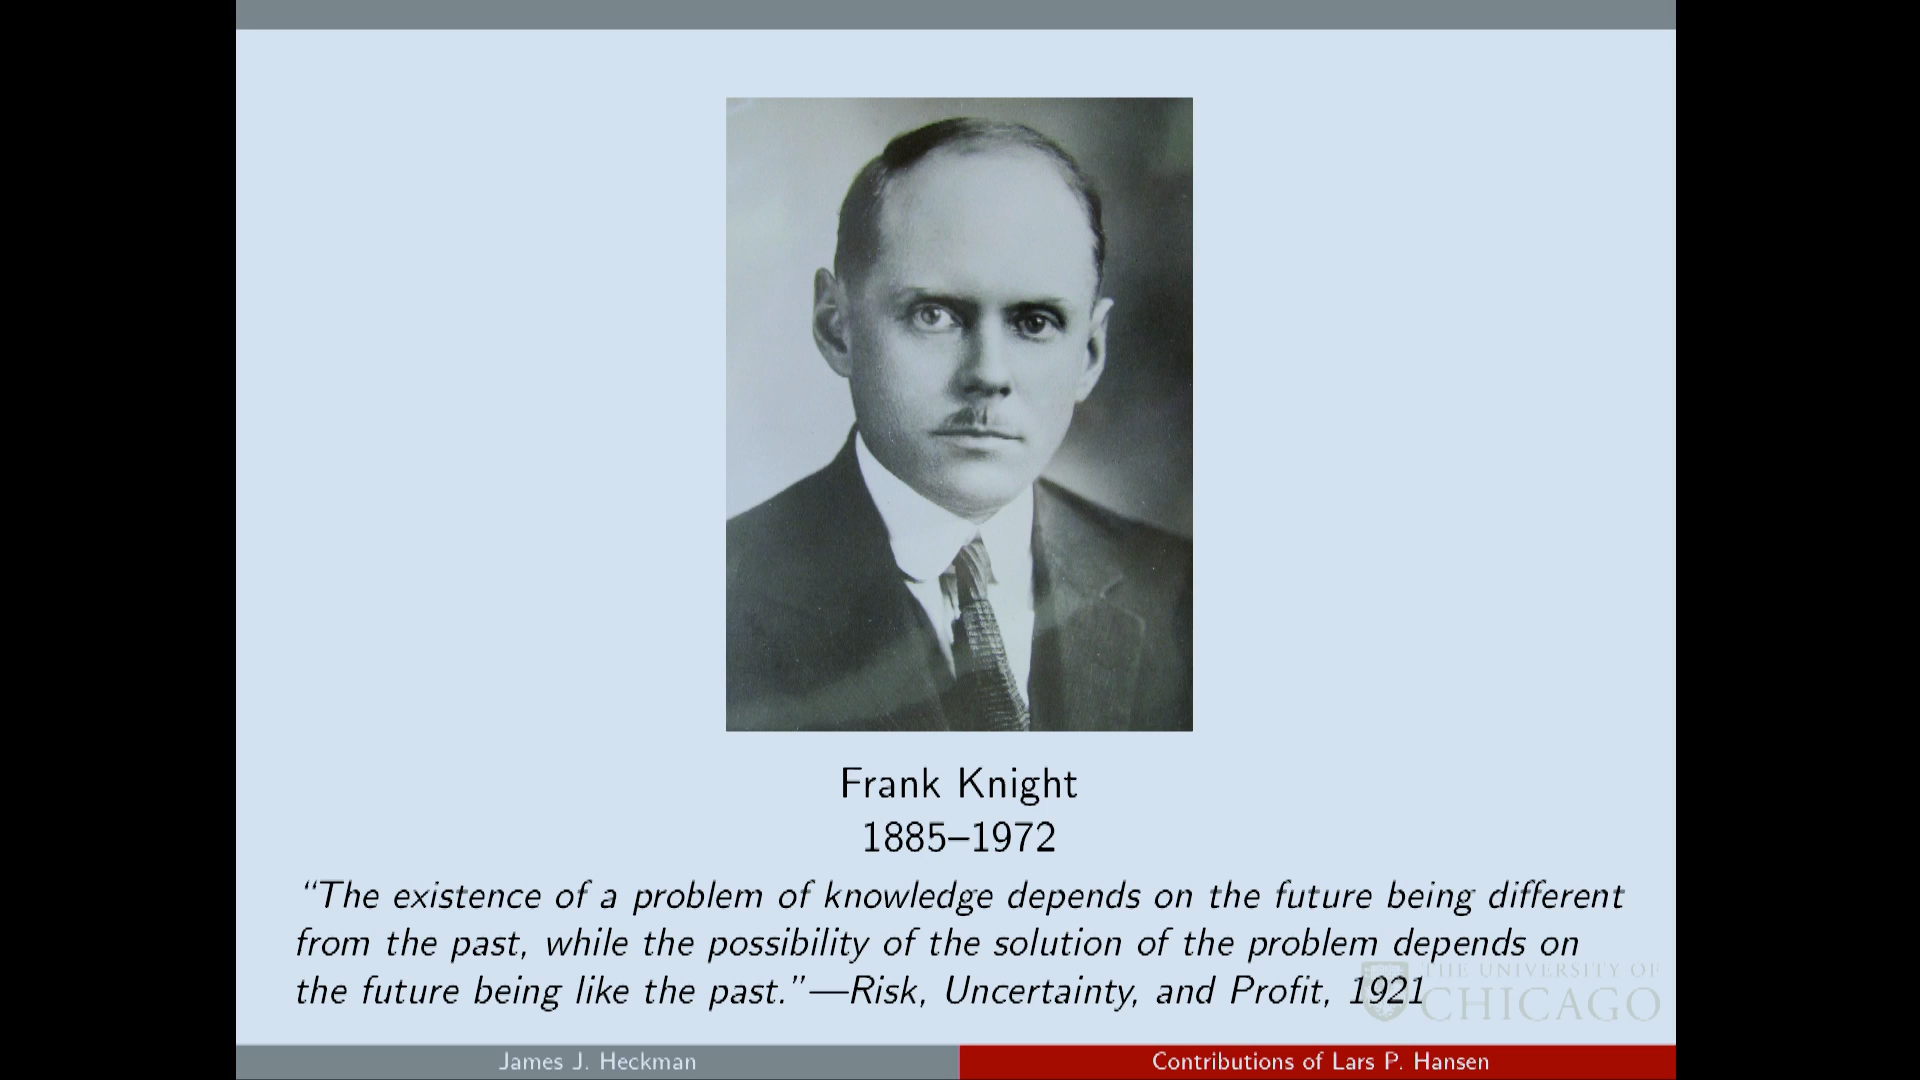 Frank Knight
1885–1972
“The existence of a problem of knowledge depends on the future being different
from the past, while the possibility of the solution of the problem depends on
the future being like the past.”—Risk, Uncertainty, and Profit, 1921
THE UNIVERSITY OF
CHICAGO
James J. Heckman
Contributions of Lars P. Hansen